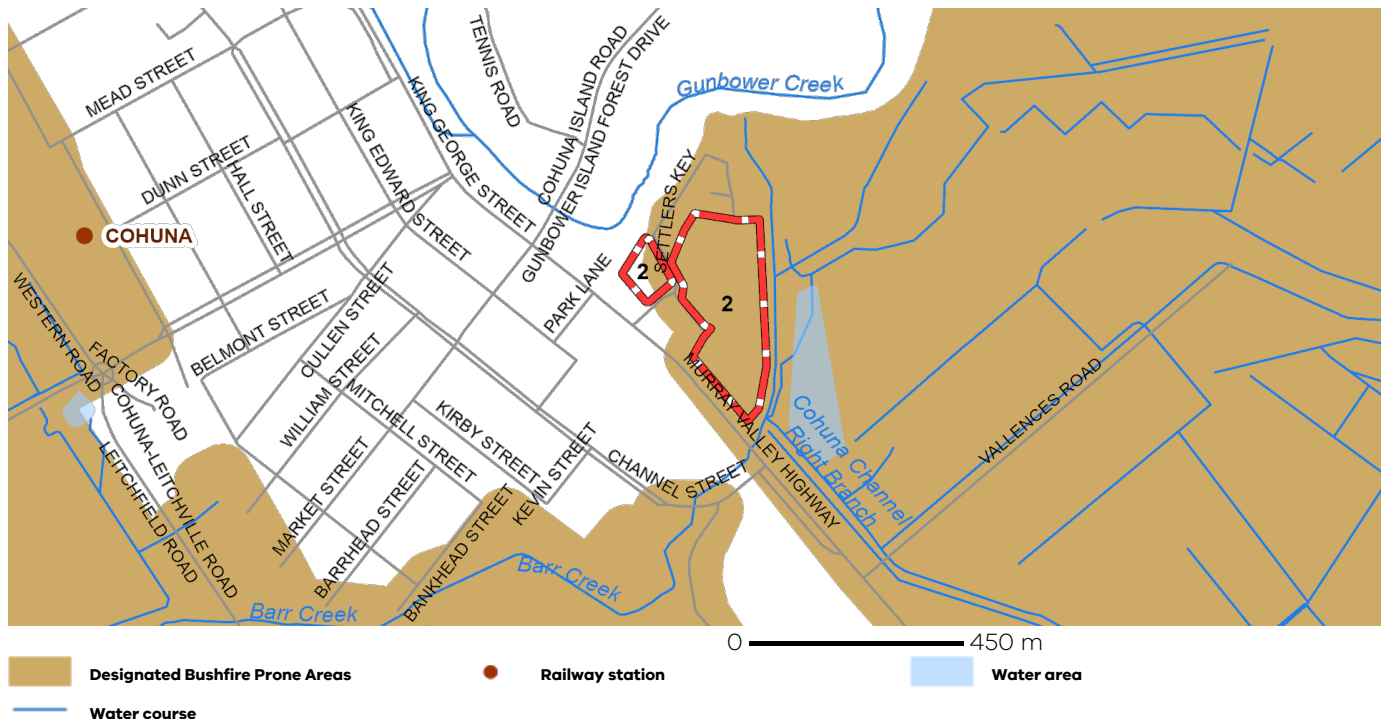 TENNIS ROAD
COHUNA ISLAND ROAD
GUNBOWER ISLAND FOREST DRIVE
MEAD STREET
KING GEORGE STREET
Gunbower Creek
KING EDWARD STREET
DUNN STREET
HALL STREET
SETTLERS KEY
COHUNA
2
2
PARK LANE
WESTERN ROAD
BELMONT STREET
CULLEN STREET
FACTORY ROAD
WILLIAM STREET
MITCHELL STREET
MURRAY VALLEY HIGHWAY
VALLENCES ROAD
COHUNA-LEITCHVILLE ROAD
KIRBY STREET
Cohuna Channel
Right Branch
LEITCHFIELD ROAD
MARKET STREET
KEVIN STREET
CHANNEL STREET
BARRHEAD STREET
BANKHEAD STREET
Barr Creek
Barr Creek
0 450 m
Designated Bushfire Prone Areas
Railway station
Water area
Water course